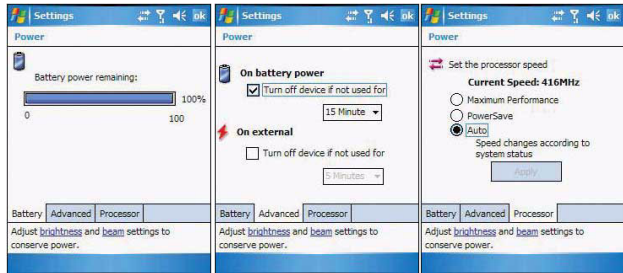 Settings
ok
Power
Battery power remaining:
100%
0
100
Battery Advanced Processor
Adjust brightness and beam settings to
conserve power.
Settings
ok
Power
On battery power
Turn off device if not used for
15 Minute
On external
Turn off device if not used for
5 Minutes
Battery Advanced Processor
Adjust brightness and beam settings to
conserve power.
Settings
ok
Power
Set the processor speed
Current Speed: 416MHz
Maximum Performance
PowerSave
Auto
Speed changes according to
system status
Apply
Battery Advanced Processor
Adjust brightness and beam settings to
conserve power.